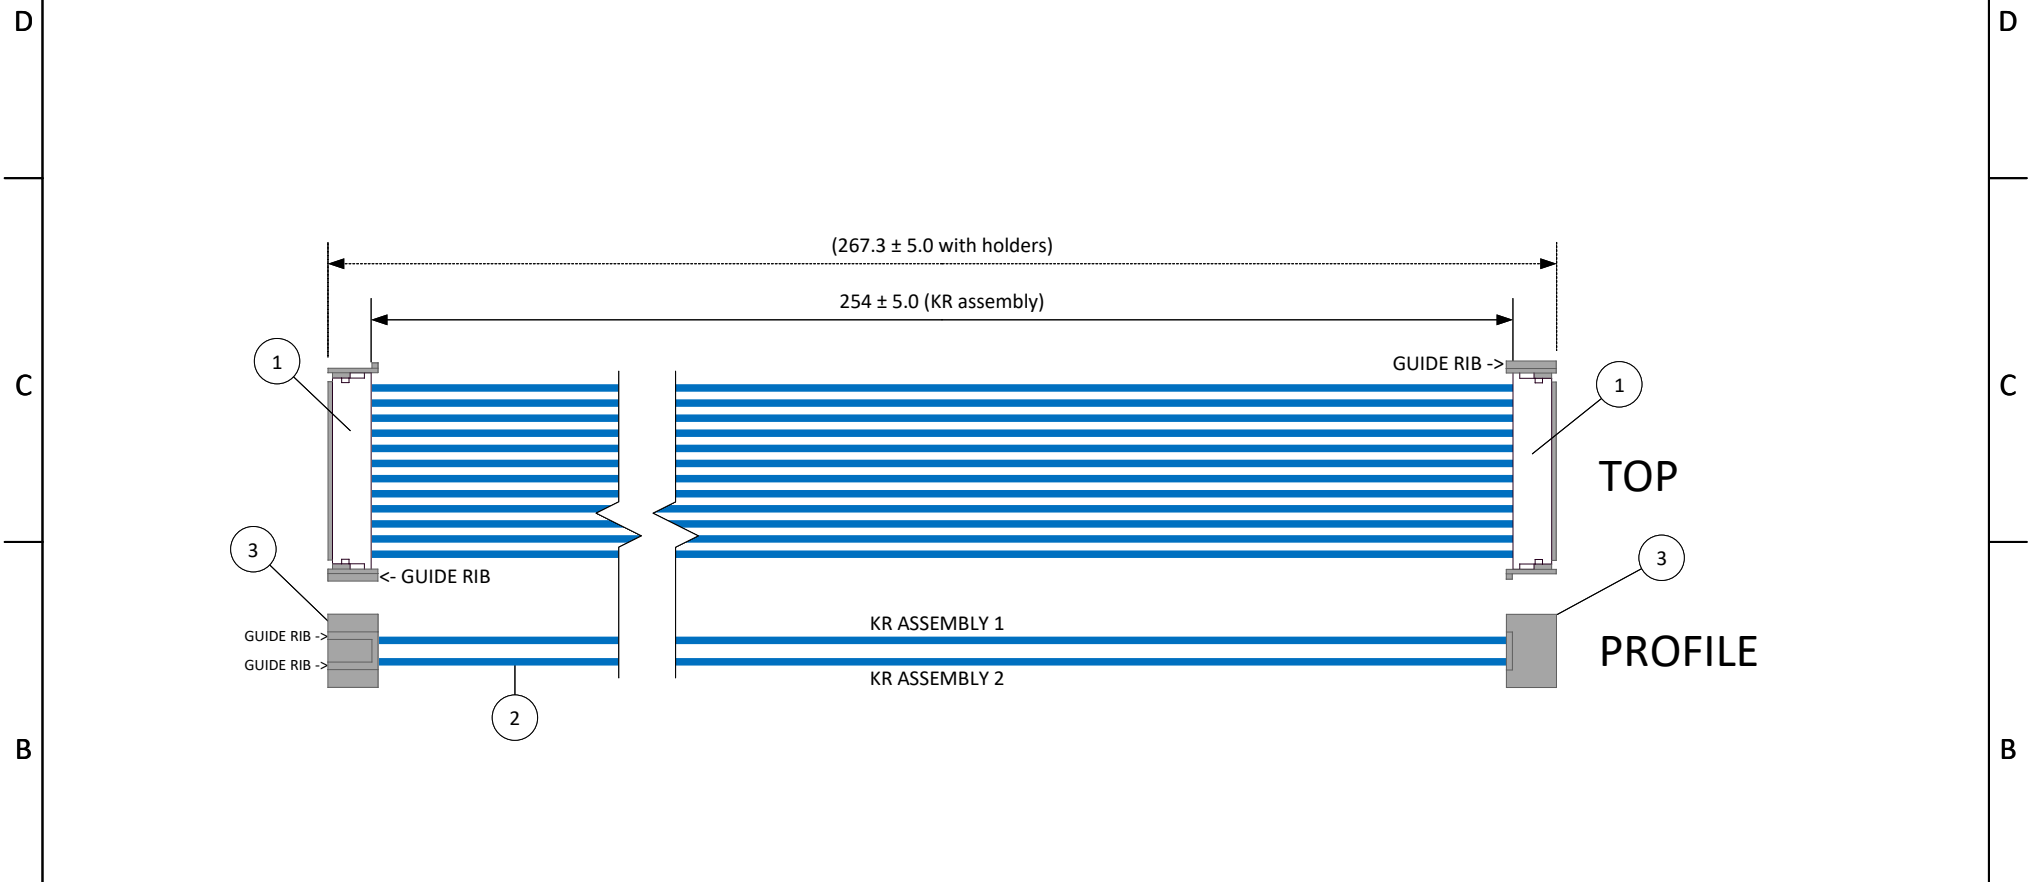 D
D
(267.3 ± 5.0 with holders)
254 ± 5.0 (KR assembly)
1
GUIDE RIB ->
1
C
C
TOP
3
3
<- GUIDE RIB
KR ASSEMBLY 1
GUIDE RIB ->
PROFILE
GUIDE RIB ->
KR ASSEMBLY 2
2
B
B